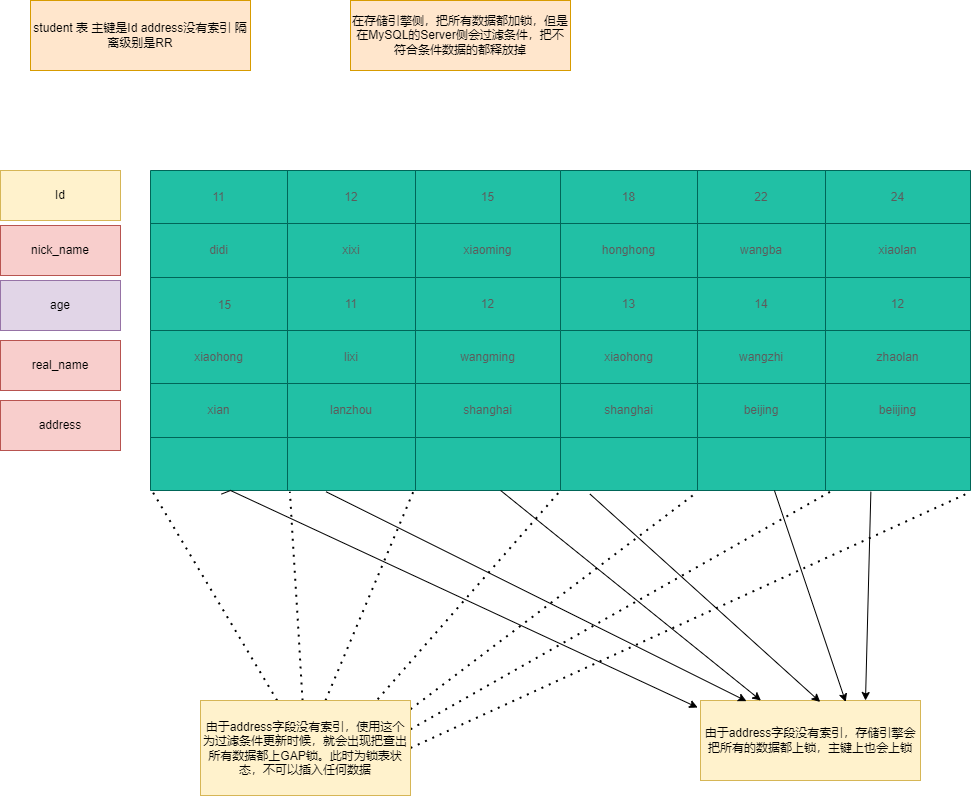 student 表 主键是Id address没有索引 隔
离级别是RR
在存储引擎侧，把所有数据都加锁，但是
在MySQL的Server侧会过滤条件，把不
符合条件数据的都释放掉
Id 11 12 15 18 22 24
nick_name didi xixi xiaoming honghong wangba xiaolan
age 15 11 12 13 14 12
real_name xiaohong lixi wangming xiaohong wangzhi zhaolan
address xian lanzhou shanghai shanghai beijing beiijing
由于address字段没有索引，使用这个
为过滤条件更新时候，就会出现把查出
所有数据都上GAP锁。此时为锁表状
态，不可以插入任何数据
由于address字段没有索引，存储引擎会
把所有的数据都上锁，主键上也会上锁